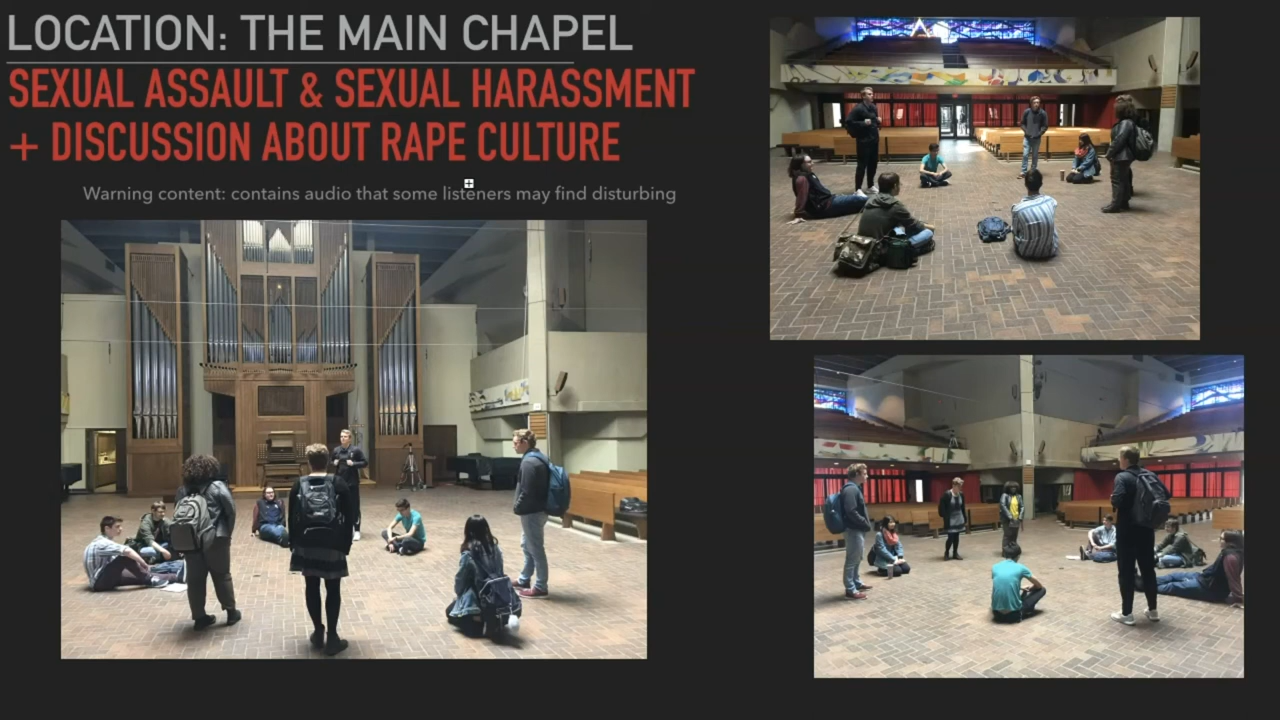 LOCATION: THE MAIN CHAPEL
SEXUAL ASSAULT & SEXUAL HARASSMENT
+ DISCUSSION ABOUT RAPE CULTURE
Warning content: contains audio that some listeners may find disturbing